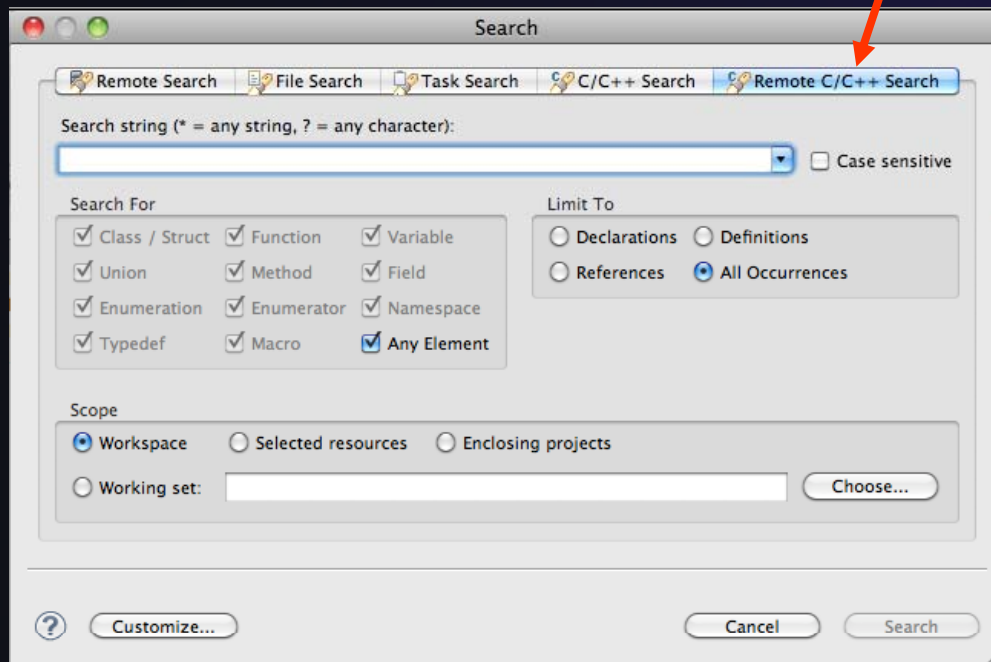 Search
Remote Search File Search Task Search C/C++ Search Remote C/C++ Search
Search string (* = any string, ? = any character):
Case sensitive
Search For
Class / Struct Function Variable
Union Method Field
Enumeration Enumerator Namespace
Typedef Macro Any Element
Limit To
Declarations Definitions
References All Occurrences
Scope
Workspace Selected resources Enclosing projects
Working set: Choose...
? Customize... Cancel Search